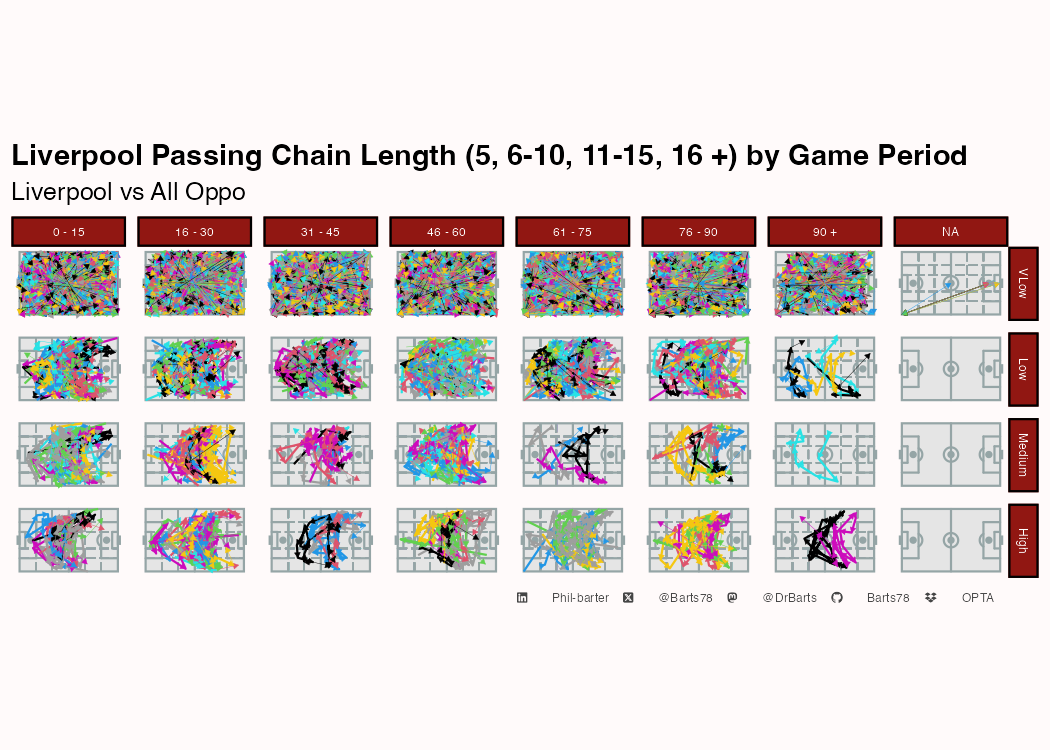 Liverpool Passing Chain Length (5, 6-10, 11-15, 16 +) by Game Period
Liverpool vs All Oppo
0 - 15 16 - 30 31 - 45 46 - 60 61 - 75 76 - 90 90 + NA
VLow
Low
Medium
High
Phil-barter @Barts78 @DrBarts Barts78 OPTA